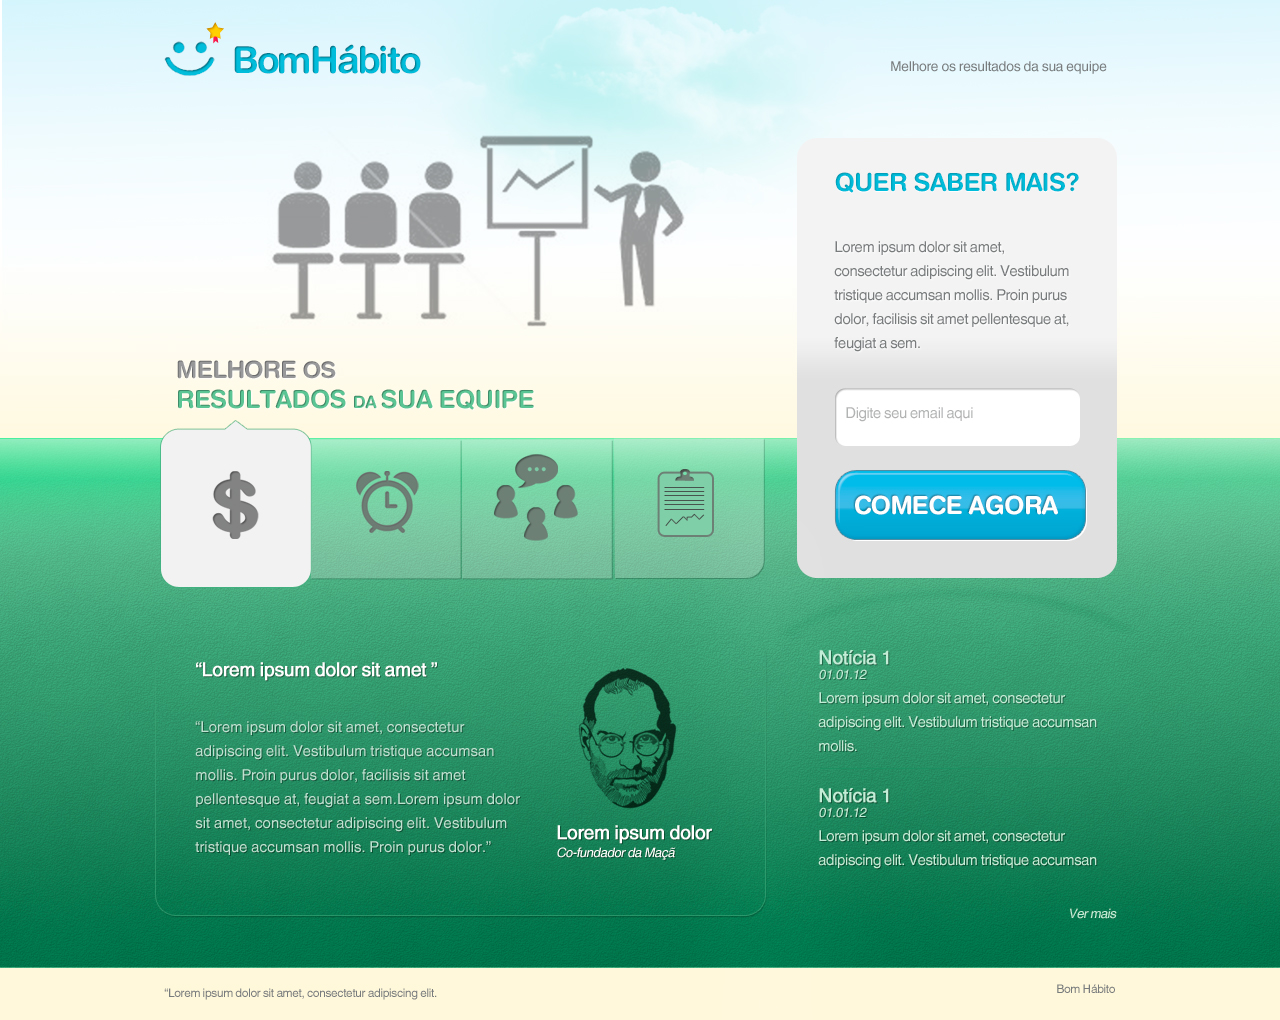 BomHábito
Melhore os resultados da sua equipe
MELHORE OS
RESULTADOS DA SUA EQUIPE
QUER SABER MAIS?
Lorem ipsum dolor sit amet,
consectetur adipiscing elit. Vestibulum
tristique accumsan mollis. Proin purus
dolor, facilisis sit amet pellentesque at,
feugiat a sem.
Digite seu email aqui
COMECE AGORA
$
“Lorem ipsum dolor sit amet ”
“Lorem ipsum dolor sit amet, consectetur
adipiscing elit. Vestibulum tristique accumsan
mollis. Proin purus dolor, facilisis sit amet
pellentesque at, feugiat a sem.Lorem ipsum dolor
sit amet, consectetur adipiscing elit. Vestibulum
tristique accumsan mollis. Proin purus dolor.”
Lorem ipsum dolor
Co-fundador da Maçã
Notícia 1
01.01.12
Lorem ipsum dolor sit amet, consectetur
adipiscing elit. Vestibulum tristique accumsan
mollis.
Notícia 1
01.01.12
Lorem ipsum dolor sit amet, consectetur
adipiscing elit. Vestibulum tristique accumsan
Ver mais
“Lorem ipsum dolor sit amet, consectetur adipiscing elit.
Bom Hábito